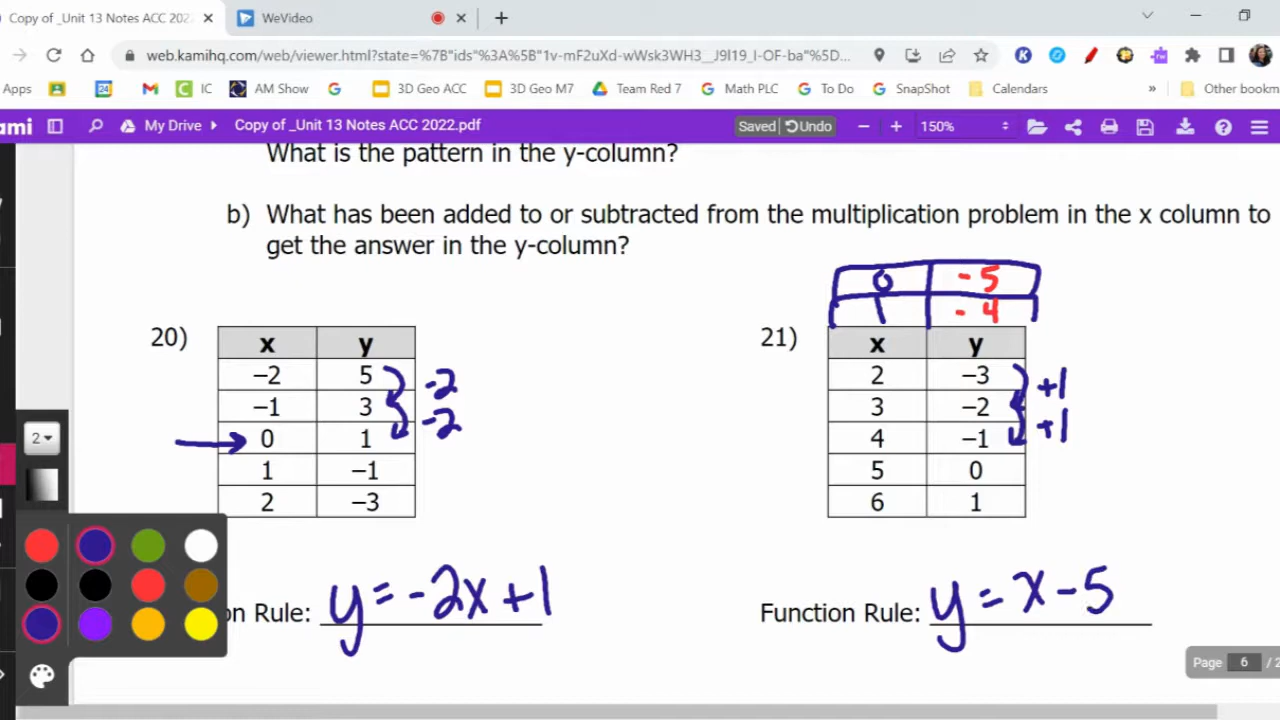 Copy of _Unit 13 Notes ACC 202
WeVideo
web.kamihq.com/web/viewer.html?state=%7B"ids"%3A%5B"1v-mF2uXd-wWsk3WH3__J9I19_I-OF-ba"%5D...
Apps IC AM Show 3D Geo ACC 3D Geo M7 Team Red 7 Math PLC To Do SnapShot Calendars » Other bookm
ami My Drive Copy of _Unit 13 Notes ACC 2022.pdf Saved Undo 150%
What is the pattern in the y-column?
b) What has been added to or subtracted from the multiplication problem in the x column to
get the answer in the y-column?
0 -5
1 -4
20) x y
-2 5
-1 3
0 1
1 -1
2 -3
-2
-2
21) x y
2 -3
3 -2
4 -1
5 0
6 1
+1
+1
2
on Rule: y = -2x + 1
Function Rule: y = x - 5
Page 6 / 2